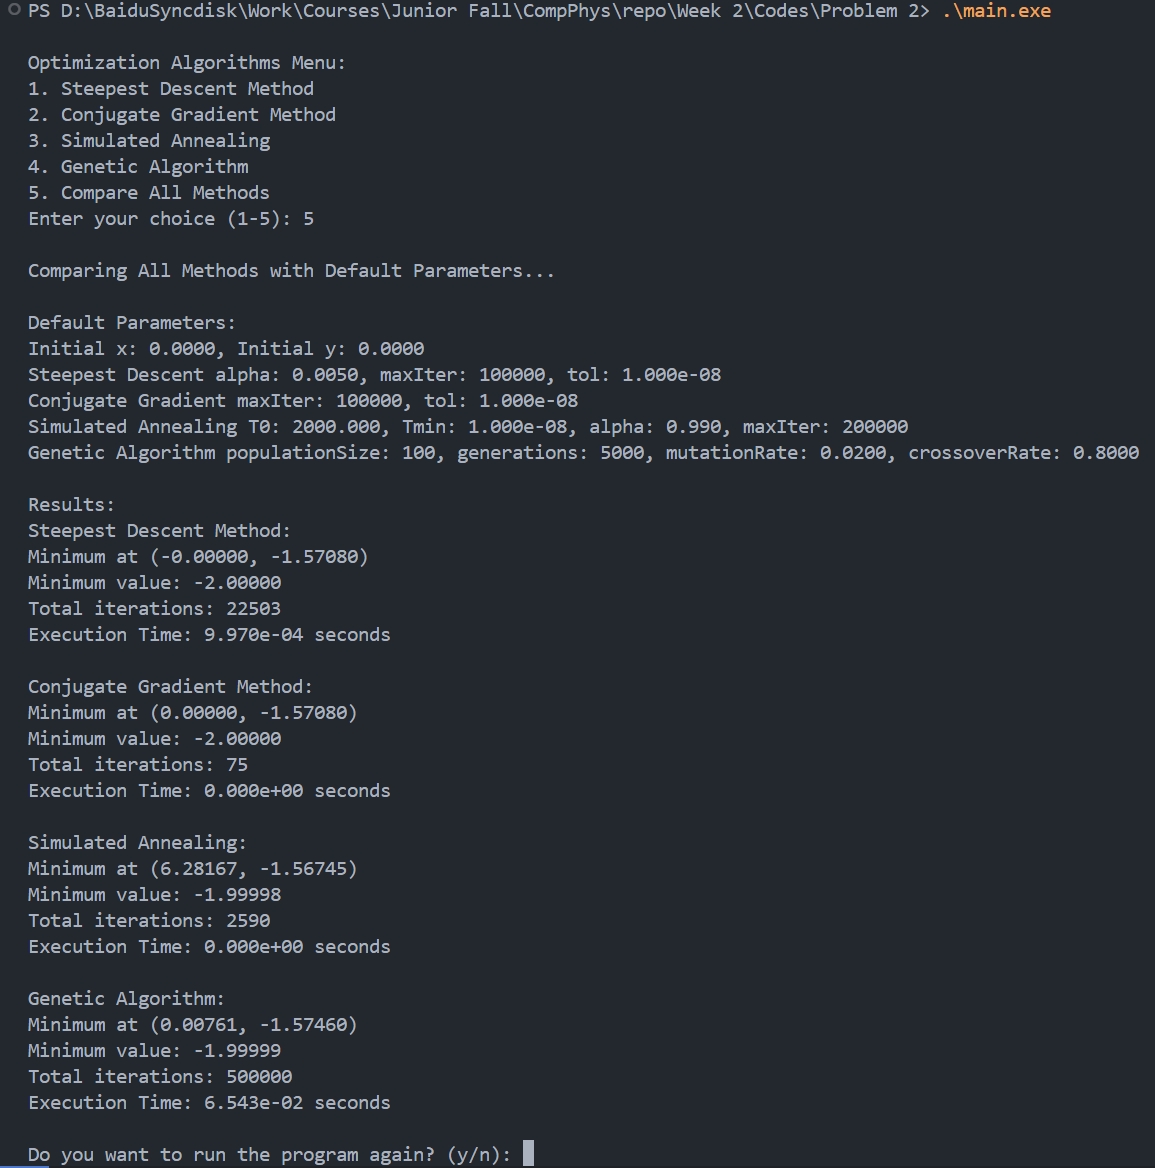 PS D:\BaiduSyncdisk\Work\Courses\Junior Fall\CompPhys\repo\Week 2\Codes\Problem 2> .\main.exe
Optimization Algorithms Menu:
1. Steepest Descent Method
2. Conjugate Gradient Method
3. Simulated Annealing
4. Genetic Algorithm
5. Compare All Methods
Enter your choice (1-5): 5
Comparing All Methods with Default Parameters...
Default Parameters:
Initial x: 0.0000, Initial y: 0.0000
Steepest Descent alpha: 0.0050, maxIter: 100000, tol: 1.000e-08
Conjugate Gradient maxIter: 100000, tol: 1.000e-08
Simulated Annealing T0: 2000.000, Tmin: 1.000e-08, alpha: 0.990, maxIter: 200000
Genetic Algorithm populationSize: 100, generations: 5000, mutationRate: 0.0200, crossoverRate: 0.8000
Results:
Steepest Descent Method:
Minimum at (-0.00000, -1.57080)
Minimum value: -2.00000
Total iterations: 22503
Execution Time: 9.970e-04 seconds
Conjugate Gradient Method:
Minimum at (0.00000, -1.57080)
Minimum value: -2.00000
Total iterations: 75
Execution Time: 0.000e+00 seconds
Simulated Annealing:
Minimum at (6.28167, -1.56745)
Minimum value: -1.99998
Total iterations: 2590
Execution Time: 0.000e+00 seconds
Genetic Algorithm:
Minimum at (0.00761, -1.57460)
Minimum value: -1.99999
Total iterations: 500000
Execution Time: 6.543e-02 seconds
Do you want to run the program again? (y/n):